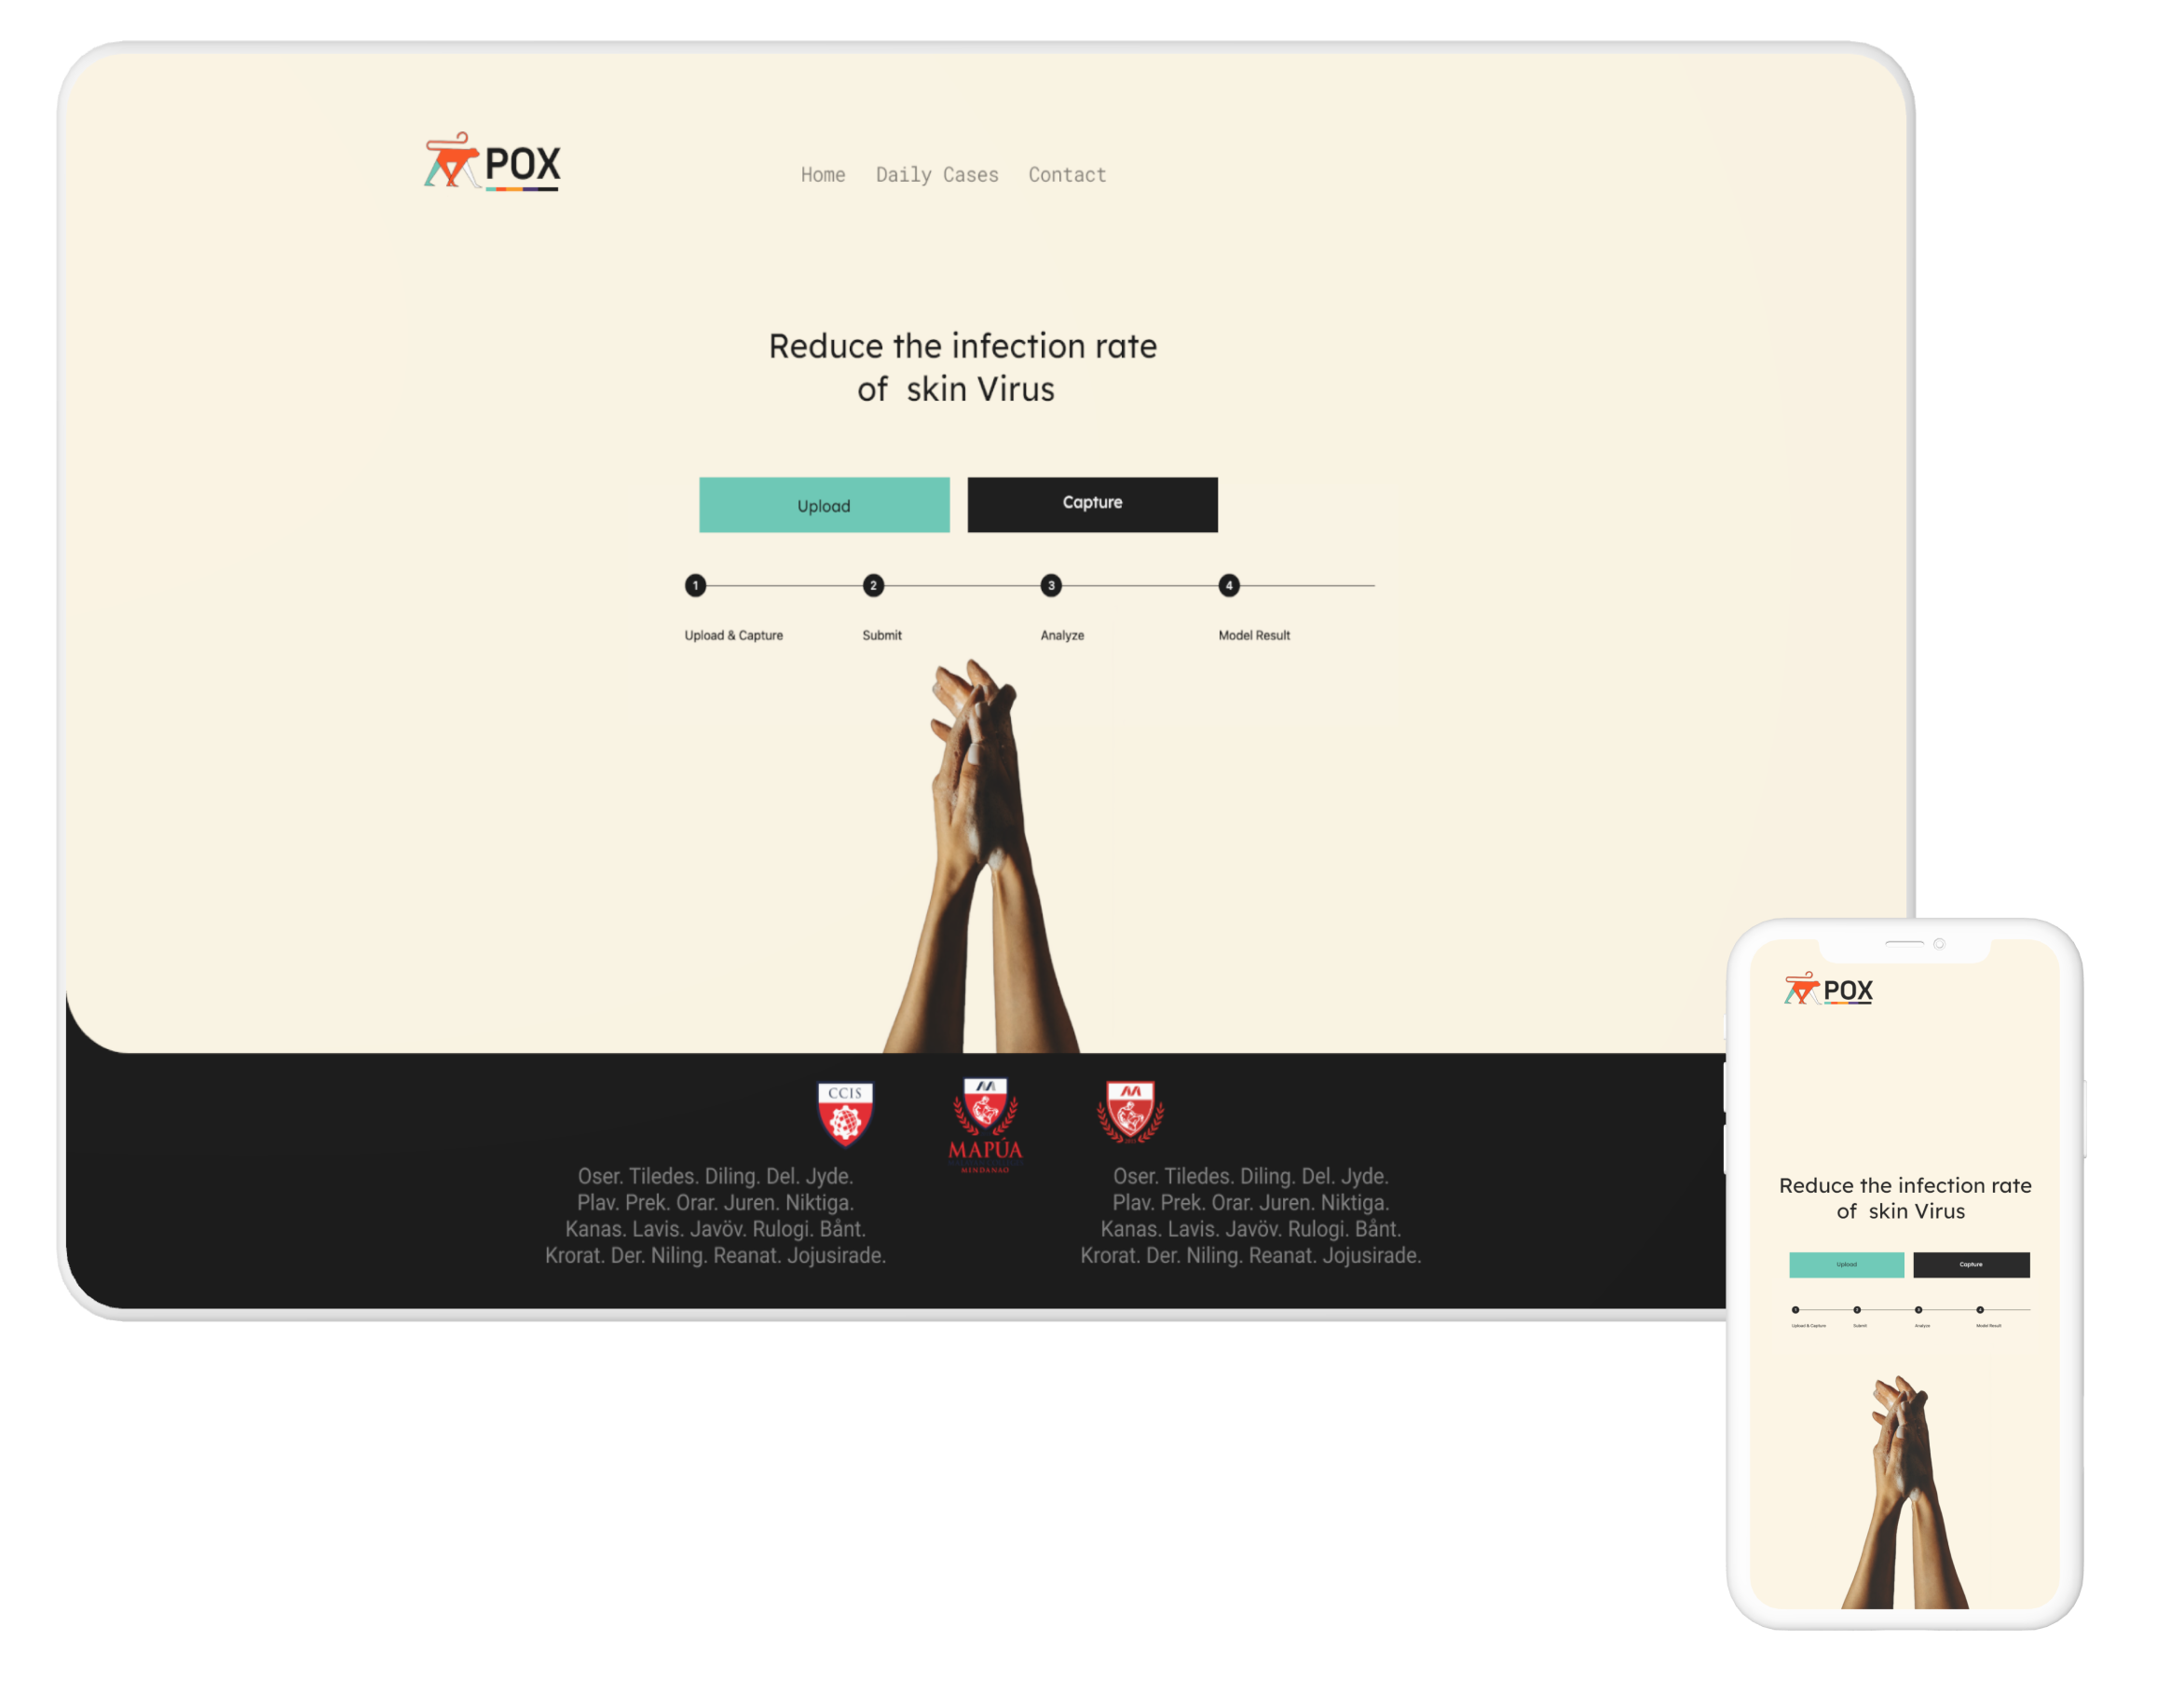 POX
Home Daily Cases Contact
Reduce the infection rate
of skin Virus
Upload
Capture
1 2 3 4
Upload & Capture Submit Analyze Model Result
CCIS
MAPÚA
MINDANAO
Oser. Tiledes. Diling. Del. Jyde.
Plav. Prek. Orar. Juren. Niktiga.
Kanas. Lavis. Javöv. Rulogi. Bånt.
Krorat. Der. Niling. Reanat. Jojusirade.
Oser. Tiledes. Diling. Del. Jyde.
Plav. Prek. Orar. Juren. Niktiga.
Kanas. Lavis. Javöv. Rulogi. Bånt.
Krorat. Der. Niling. Reanat. Jojusirade.
POX
Reduce the infection rate
of skin Virus
Upload
Capture
1 2 3 4
Upload & Capture Submit Analyze Model Result